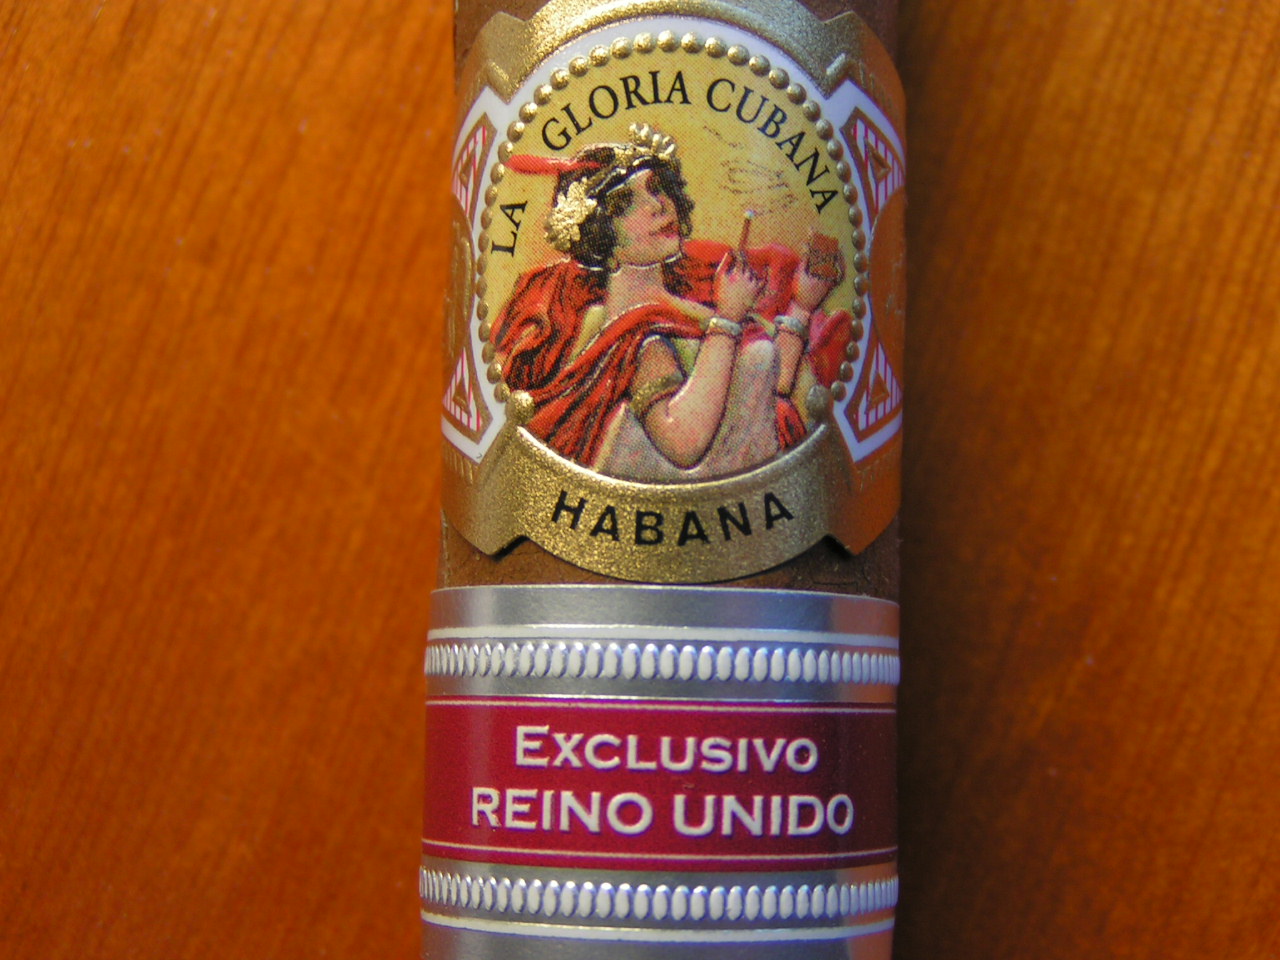 LA GLORIA CUBANA
HABANA
EXCLUSIVO
REINO UNIDO